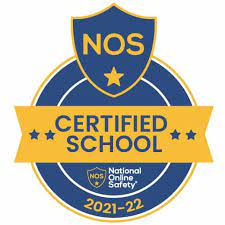 NOS
CERTIFIED
SCHOOL
NOS
National
Online
Safety®
2021-22